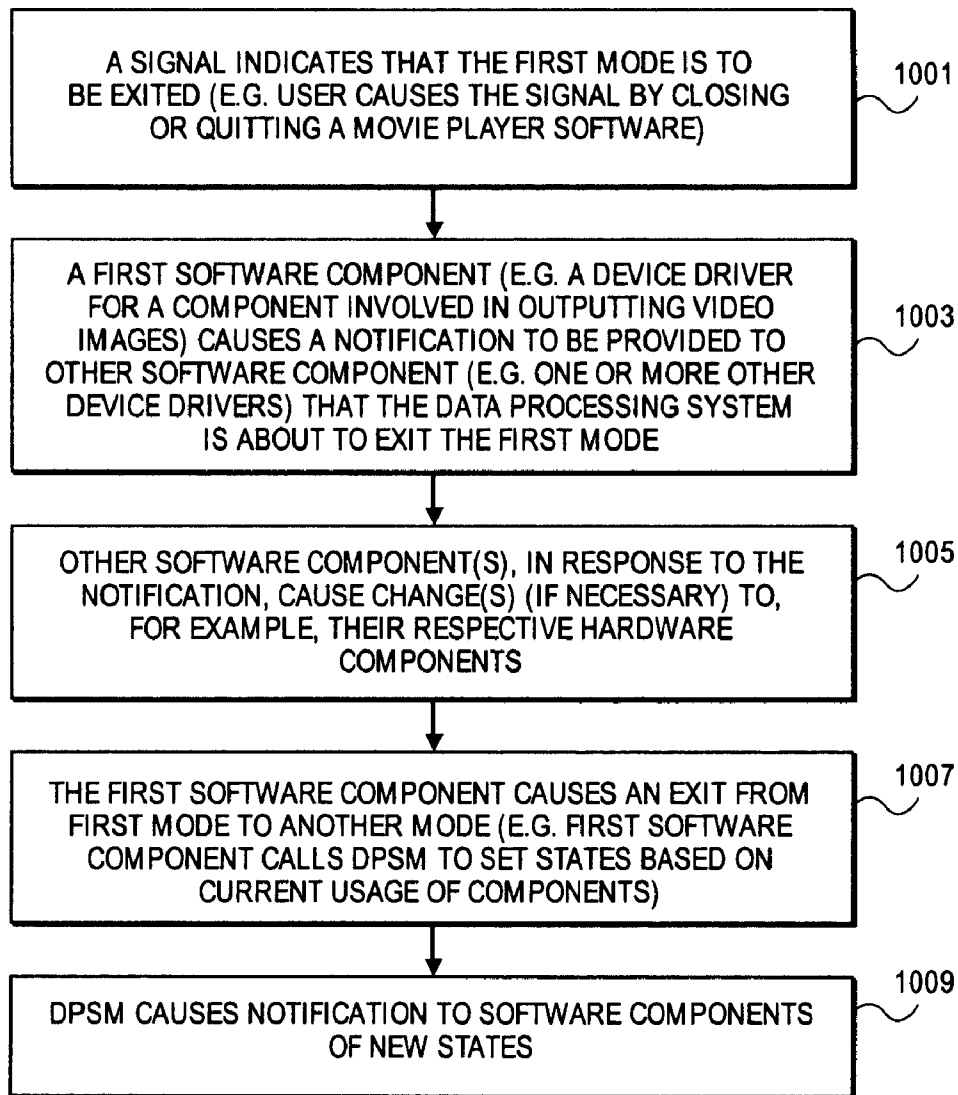 A SIGNAL INDICATES THAT THE FIRST MODE IS TO
BE EXITED (E.G. USER CAUSES THE SIGNAL BY CLOSING
OR QUITTING A MOVIE PLAYER SOFTWARE)
1001
A FIRST SOFTWARE COMPONENT (E.G. A DEVICE DRIVER
FOR A COMPONENT INVOLVED IN OUTPUTTING VIDEO
IMAGES) CAUSES A NOTIFICATION TO BE PROVIDED TO
OTHER SOFTWARE COMPONENT (E.G. ONE OR MORE OTHER
DEVICE DRIVERS) THAT THE DATA PROCESSING SYSTEM
IS ABOUT TO EXIT THE FIRST MODE
1003
OTHER SOFTWARE COMPONENT(S), IN RESPONSE TO THE
NOTIFICATION, CAUSE CHANGE(S) (IF NECESSARY) TO,
FOR EXAMPLE, THEIR RESPECTIVE HARDWARE
COMPONENTS
1005
THE FIRST SOFTWARE COMPONENT CAUSES AN EXIT FROM
FIRST MODE TO ANOTHER MODE (E.G. FIRST SOFTWARE
COMPONENT CALLS DPSM TO SET STATES BASED ON
CURRENT USAGE OF COMPONENTS)
1007
DPSM CAUSES NOTIFICATION TO SOFTWARE COMPONENTS
OF NEW STATES
1009